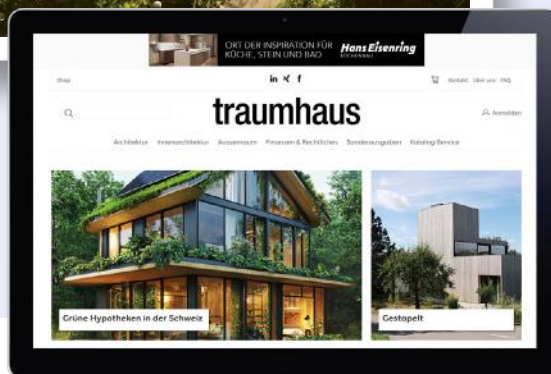 ORT DER INSPIRATION FÜR
KÜCHE, STEIN UND BAD
Hans Eisenring
KÜCHENBAU
Shop
Kontakt Über uns FAQ
traumhaus
Anmelden
Architektur Innenarchitektur Aussenraum Finanzen & Rechtliches Sonderausgaben Katalog-Service
Grüne Hypotheken in der Schweiz
Gestapelt